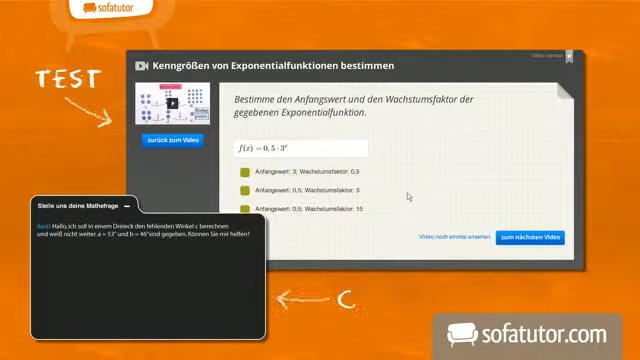 sofatutor
Video merken
Kenngrößen von Exponentialfunktionen bestimmen
TEST
Bestimme den Anfangswert und den Wachstumsfaktor der
gegebenen Exponentialfunktion.
zurück zum Video
f(x) = 0,5 · 3ˣ
Anfangswert: 3; Wachstumsfaktor: 0,5
Anfangswert: 0,5; Wachstumsfaktor: 3
Anfangswert: 0,5; Wachstumsfaktor: 15
Stelle uns deine Mathefrage
Hallo, ich soll in einem Dreieck den fehlenden Winkel c berechnen
und weiß nicht weiter. a = 53° und b = 46° sind gegeben. Können Sie mir helfen?
Video noch einmal ansehen
zum nächsten Video
C
sofatutor.com